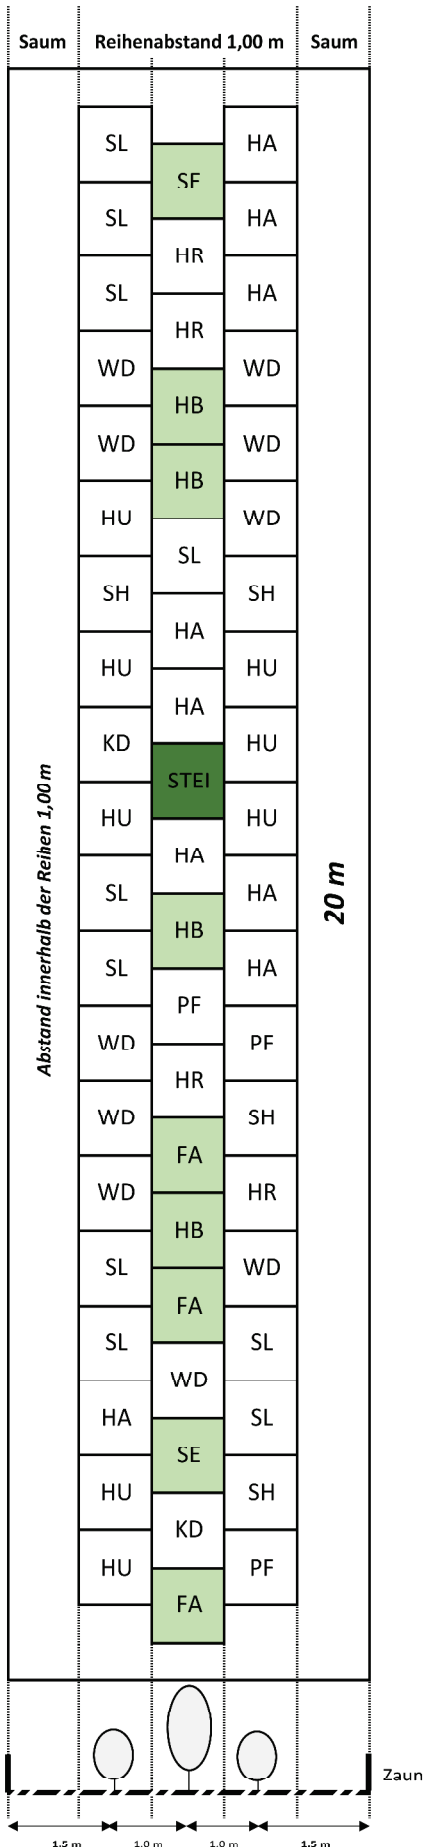 Saum Reihenabstand 1,00 m Saum
SL HA
SE
SL HA
HR
SL HA
HR
WD WD
HB
WD WD
HB
HU WD
SL
SH SH
HA
HU HU
HA
KD HU
STEI
HU HU
HA
SL HA
HB
SL HA
PF
WD PF
HR
WD SH
FA
WD HR
HB
SL WD
FA
SL SL
WD
HA SL
SE
HU SH
KD
HU PF
FA
Abstand innerhalb der Reihen 1,00 m
20 m
Zaun
1,5 m 1,0 m 1,0 m 1,5 m